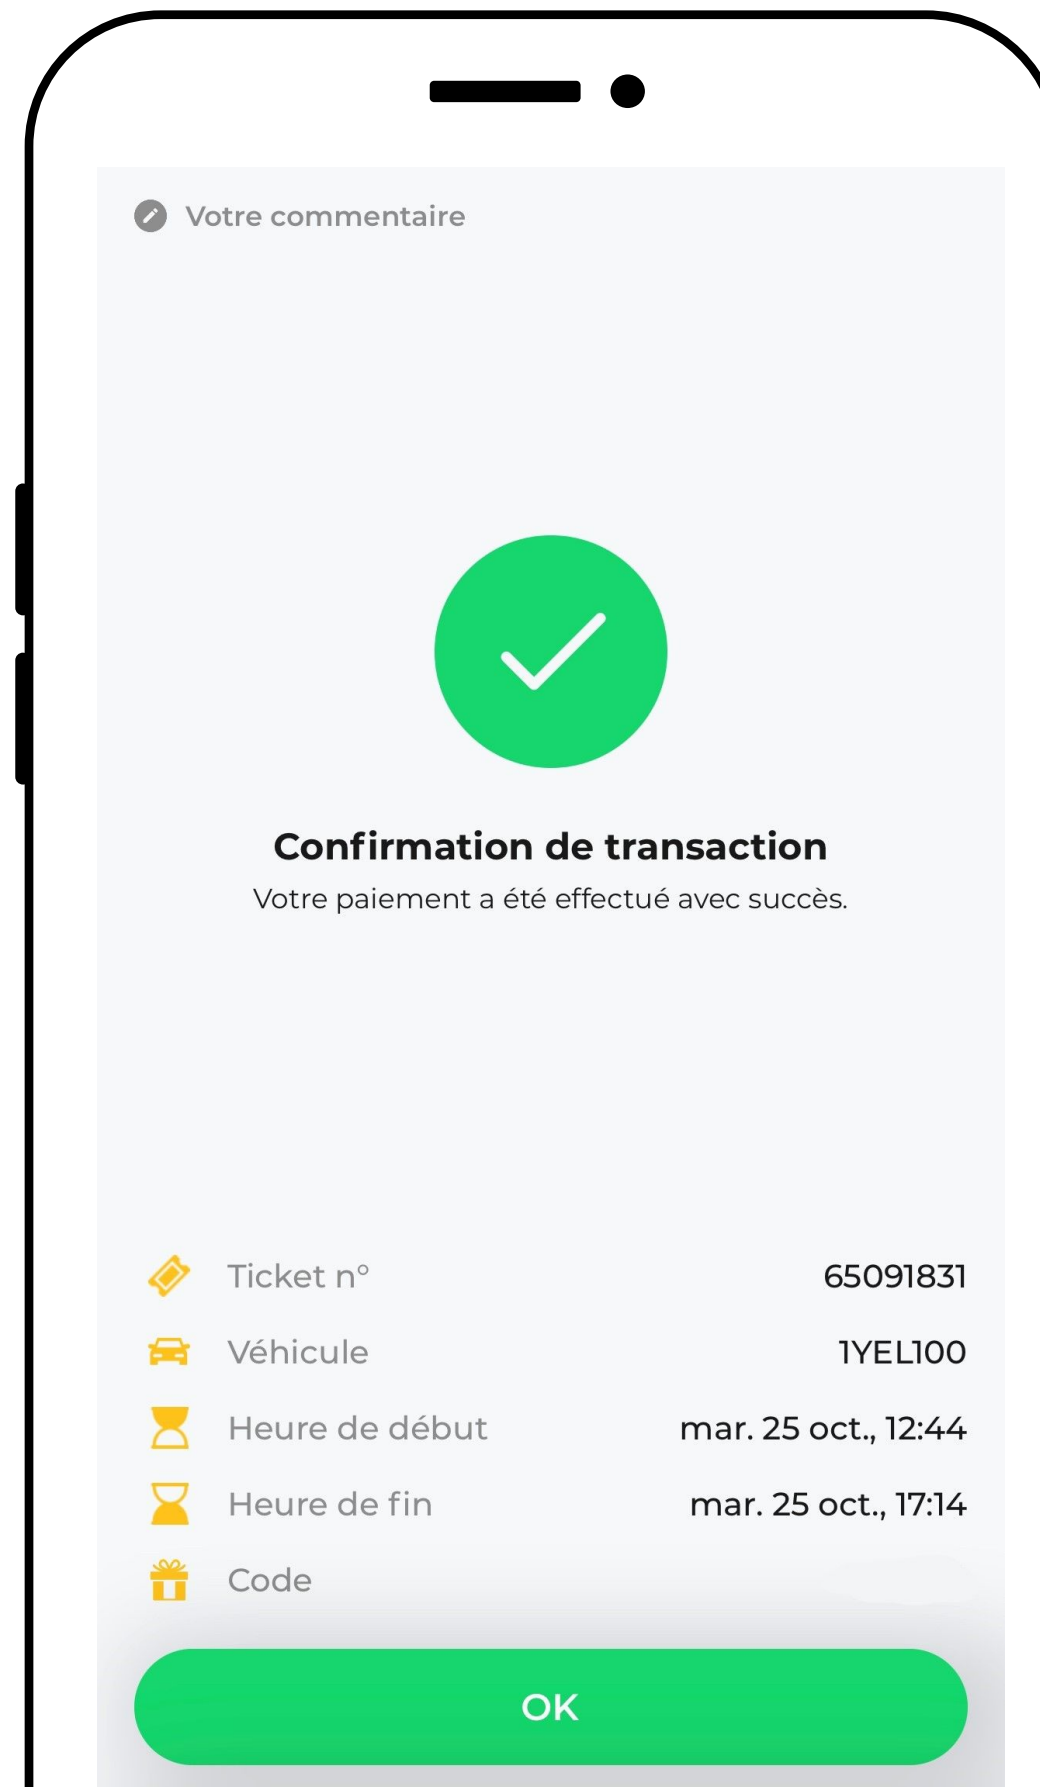 Votre commentaire
Confirmation de transaction
Votre paiement a été effectué avec succès.
Ticket n° 65091831
Véhicule 1YEL100
Heure de début mar. 25 oct., 12:44
Heure de fin mar. 25 oct., 17:14
Code
OK